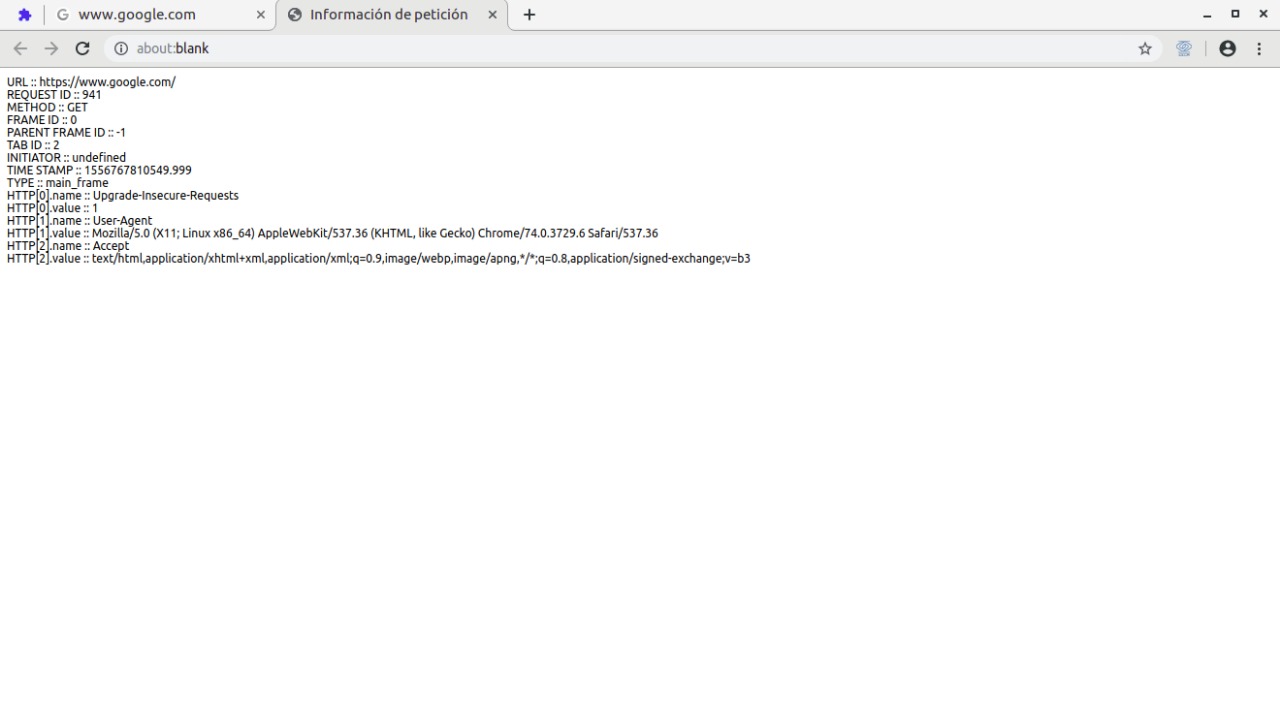 www.google.com
Información de petición
about:blank
URL :: https://www.google.com/
REQUEST ID :: 941
METHOD :: GET
FRAME ID :: 0
PARENT FRAME ID :: -1
TAB ID :: 2
INITIATOR :: undefined
TIME STAMP :: 1556767810549.999
TYPE :: main_frame
HTTP[0].name :: Upgrade-Insecure-Requests
HTTP[0].value :: 1
HTTP[1].name :: User-Agent
HTTP[1].value :: Mozilla/5.0 (X11; Linux x86_64) AppleWebKit/537.36 (KHTML, like Gecko) Chrome/74.0.3729.6 Safari/537.36
HTTP[2].name :: Accept
HTTP[2].value :: text/html,application/xhtml+xml,application/xml;q=0.9,image/webp,image/apng,*/*;q=0.8,application/signed-exchange;v=b3